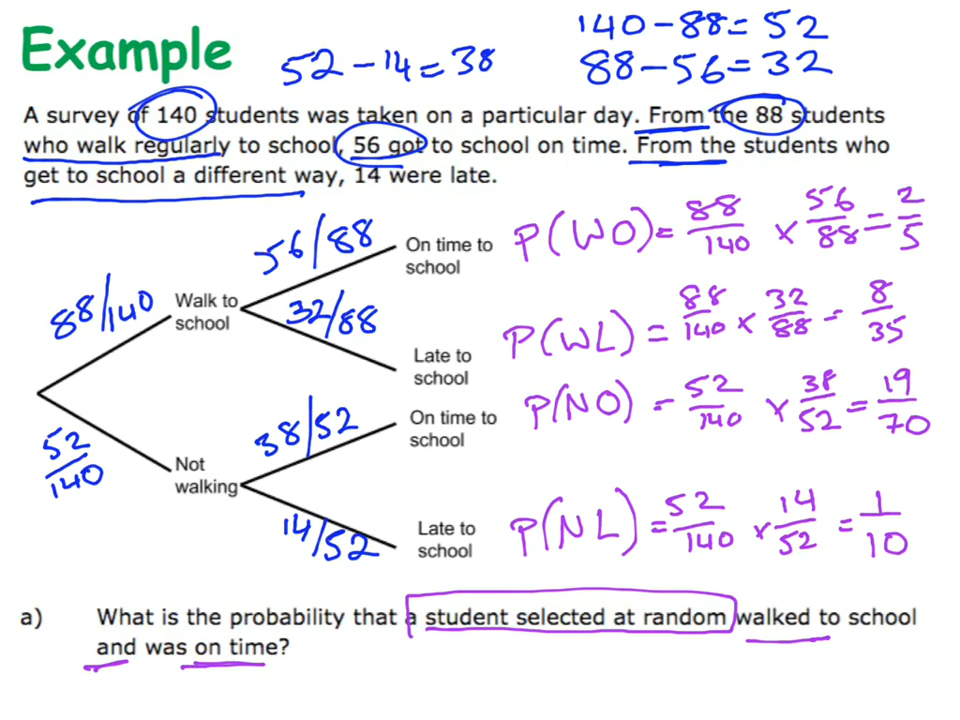 140 - 88 = 52
Example
52 - 14 = 38
88 - 56 = 32
A survey of 140 students was taken on a particular day. From the 88 students
who walk regularly to school, 56 got to school on time. From the students who
get to school a different way, 14 were late.
56/88
On time to
school
P(WO) = 88/140 × 56/88 = 2/5
88/140
Walk to
school
32/88
Late to
school
P(WL) = 88/140 × 32/88 = 8/35
38/52
On time to
school
P(NO) = 52/140 × 38/52 = 19/70
52/140
Not
walking
14/52
Late to
school
P(NL) = 52/140 × 14/52 = 1/10
a) What is the probability that a student selected at random walked to school
and was on time?